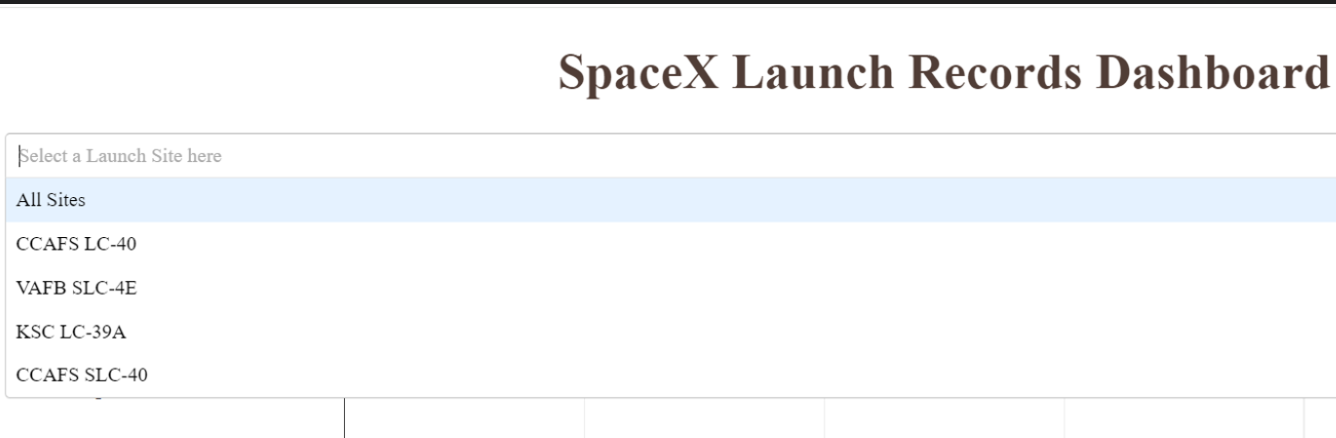 SpaceX Launch Records Dashboard
Select a Launch Site here
All Sites
CCAFS LC-40
VAFB SLC-4E
KSC LC-39A
CCAFS SLC-40